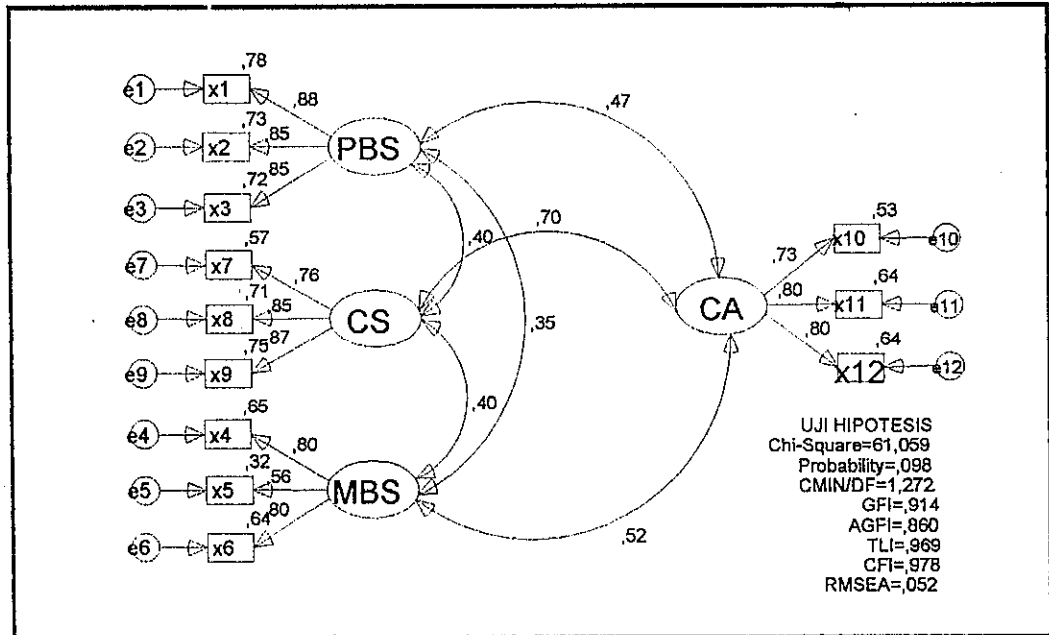 ,78
e1 x1
,88
,73
e2 x2 ,85
PBS
,72 ,85
e3 x3
,57
e7 x7
,76
,71
e8 x8 ,85
CS
,75 ,87
e9 x9
,65
e4 x4
,80
,32
e5 x5 ,56
MBS
,64 ,80
e6 x6
,47
,40
,70
,35
,40
,52
CA
,53
,73 x10 e10
,64
,80 x11 e11
,64
,80 x12 e12
UJI HIPOTESIS
Chi-Square=61,059
Probability=,098
CMIN/DF=1,272
GFI=,914
AGFI=,860
TLI=,969
CFI=,978
RMSEA=,052